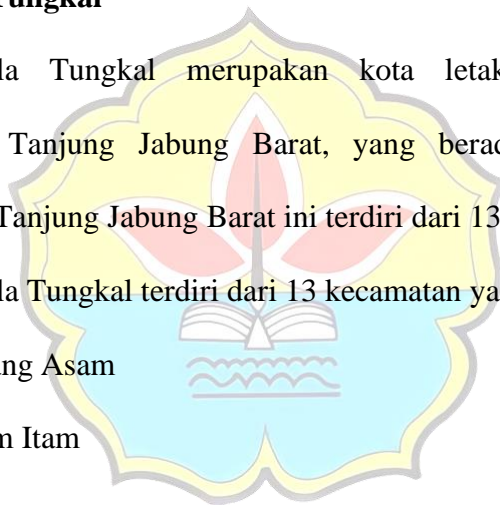 Tungkal
la Tungkal merupakan kota letak
Tanjung Jabung Barat, yang berad
Tanjung Jabung Barat ini terdiri dari 13
la Tungkal terdiri dari 13 kecamatan ya
ng Asam
m Itam